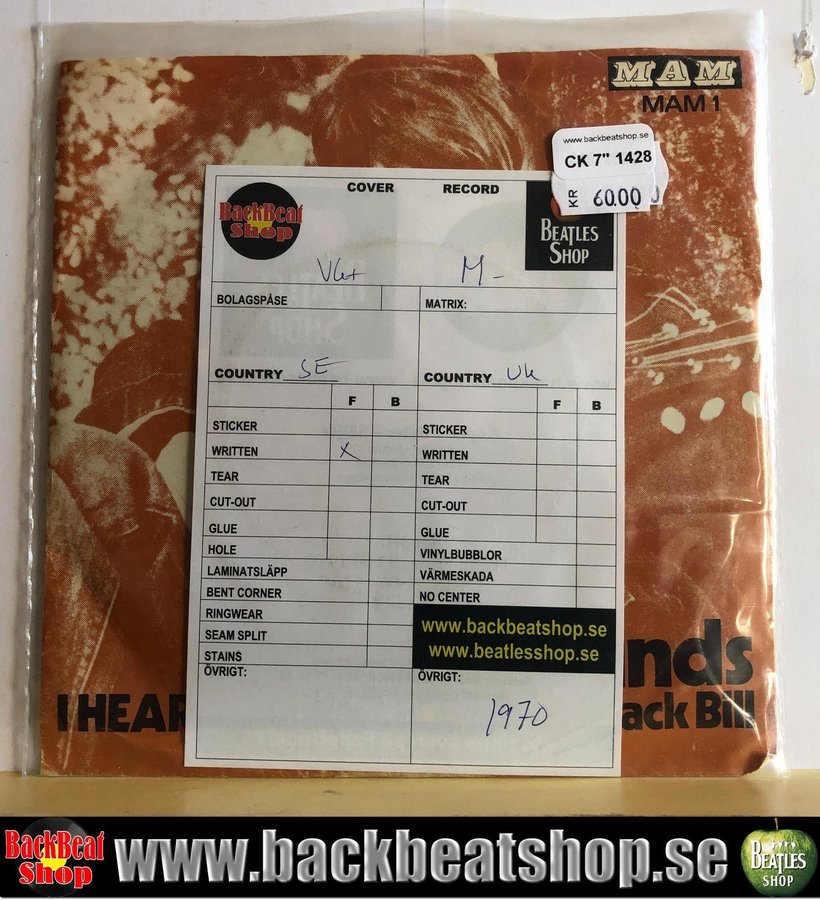 MAM
MAM 1
www.backbeatshop.se
CK 7" 1428
KR 60.00
BackBeat
Shop
COVER
RECORD
BEATLES
SHOP
VG+
M-
BOLAGSPÅSE
MATRIX:
COUNTRY SE
COUNTRY UK
F B
F B
STICKER
STICKER
WRITTEN X
WRITTEN
TEAR
TEAR
CUT-OUT
CUT-OUT
GLUE
GLUE
HOLE
VINYLBUBBLOR
LAMINATSLÄPP
VÄRMESKADA
BENT CORNER
NO CENTER
RINGWEAR
www.backbeatshop.se
SEAM SPLIT
www.beatlesshop.se
STAINS
ÖVRIGT:
ÖVRIGT:
1970
nds
I HEAR
ack Bill
BackBeat
Shop
www.backbeatshop.se
BEATLES
SHOP